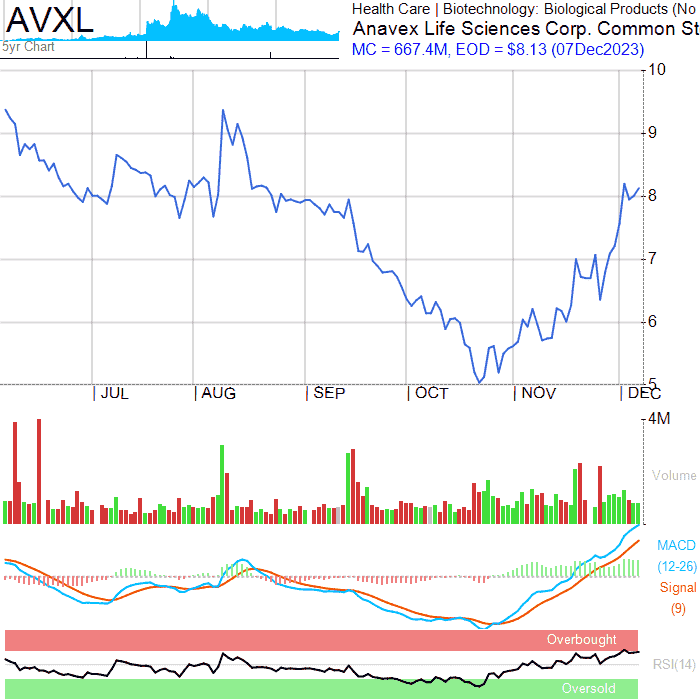 AVXL
5yr Chart
Health Care | Biotechnology: Biological Products (No
Anavex Life Sciences Corp. Common St
MC = 667.4M, EOD = $8.13 (07Dec2023)
10
9
8
7
6
5
JUL AUG SEP OCT NOV DEC
4M
Volume
MACD
(12-26)
Signal
(9)
Overbought
RSI(14)
Oversold